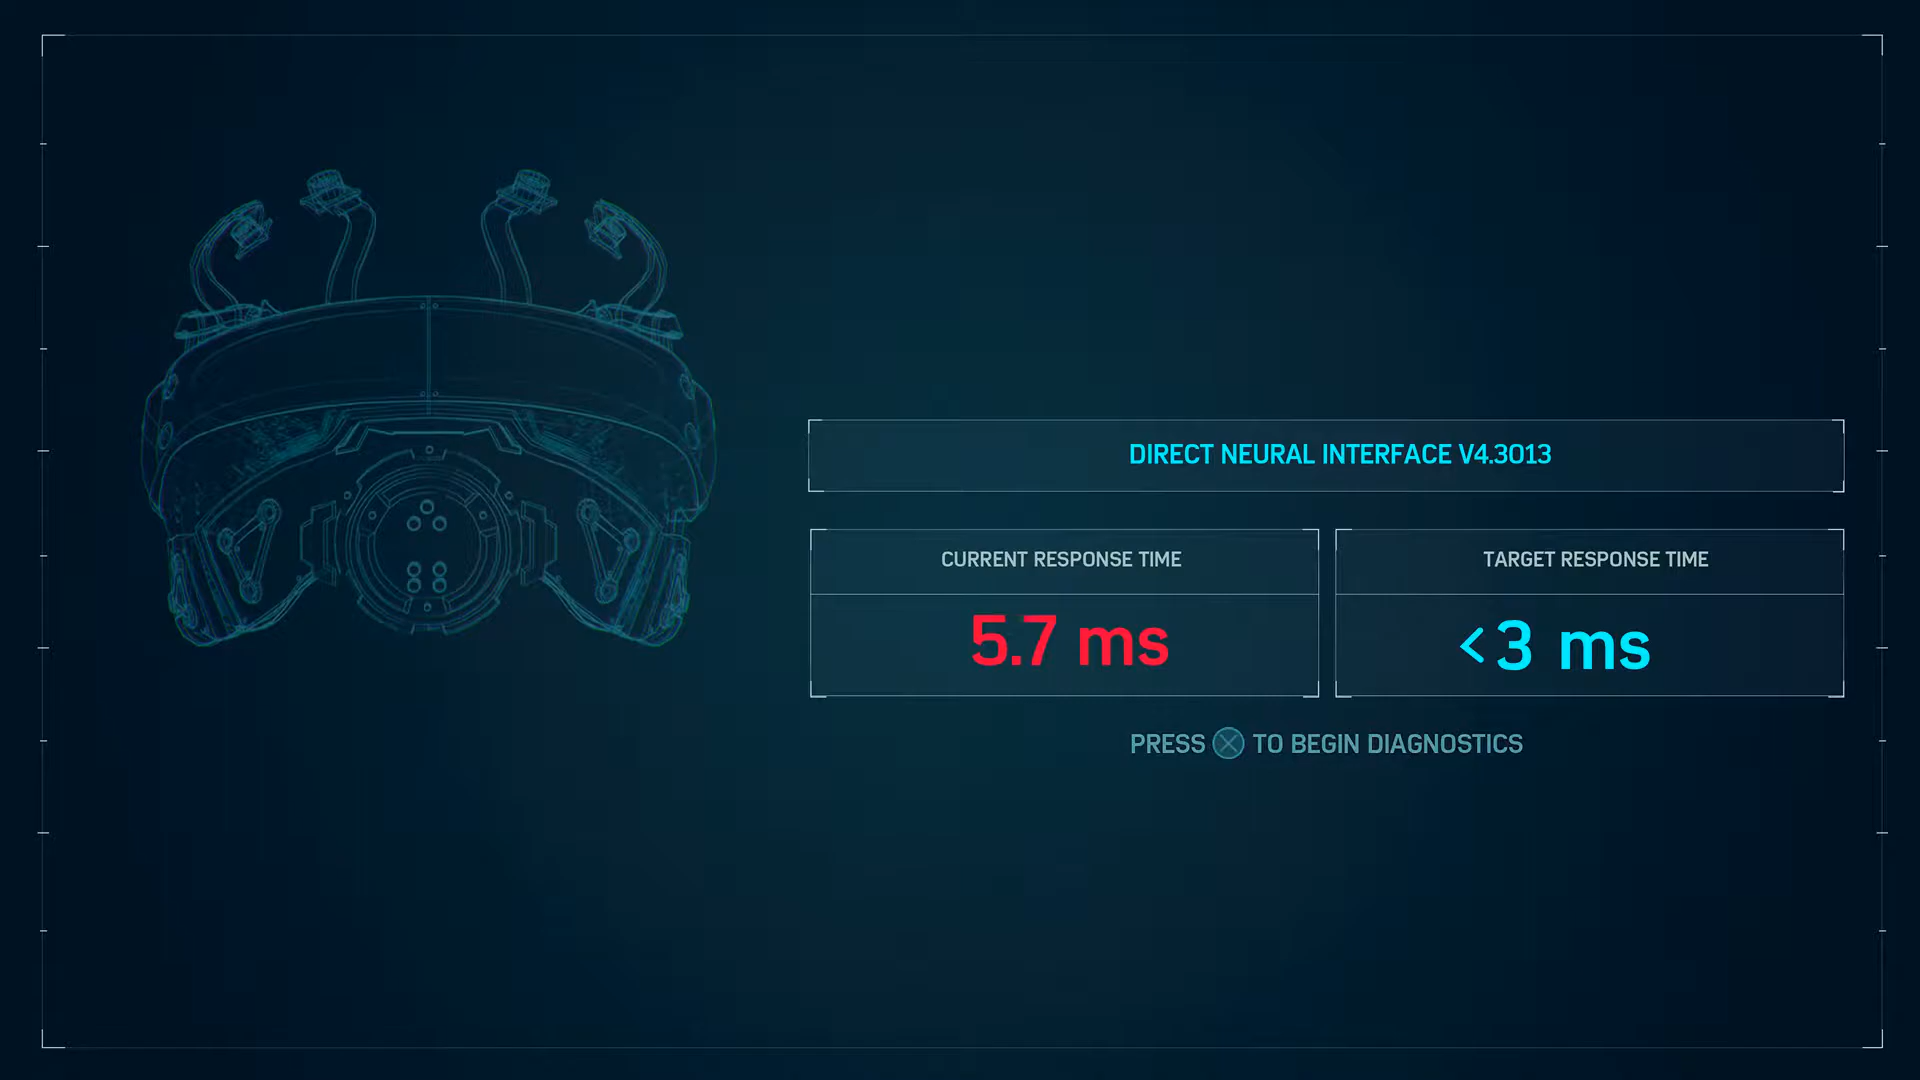 DIRECT NEURAL INTERFACE V4.3013
CURRENT RESPONSE TIME
5.7 ms
TARGET RESPONSE TIME
<3 ms
PRESS ⓧ TO BEGIN DIAGNOSTICS